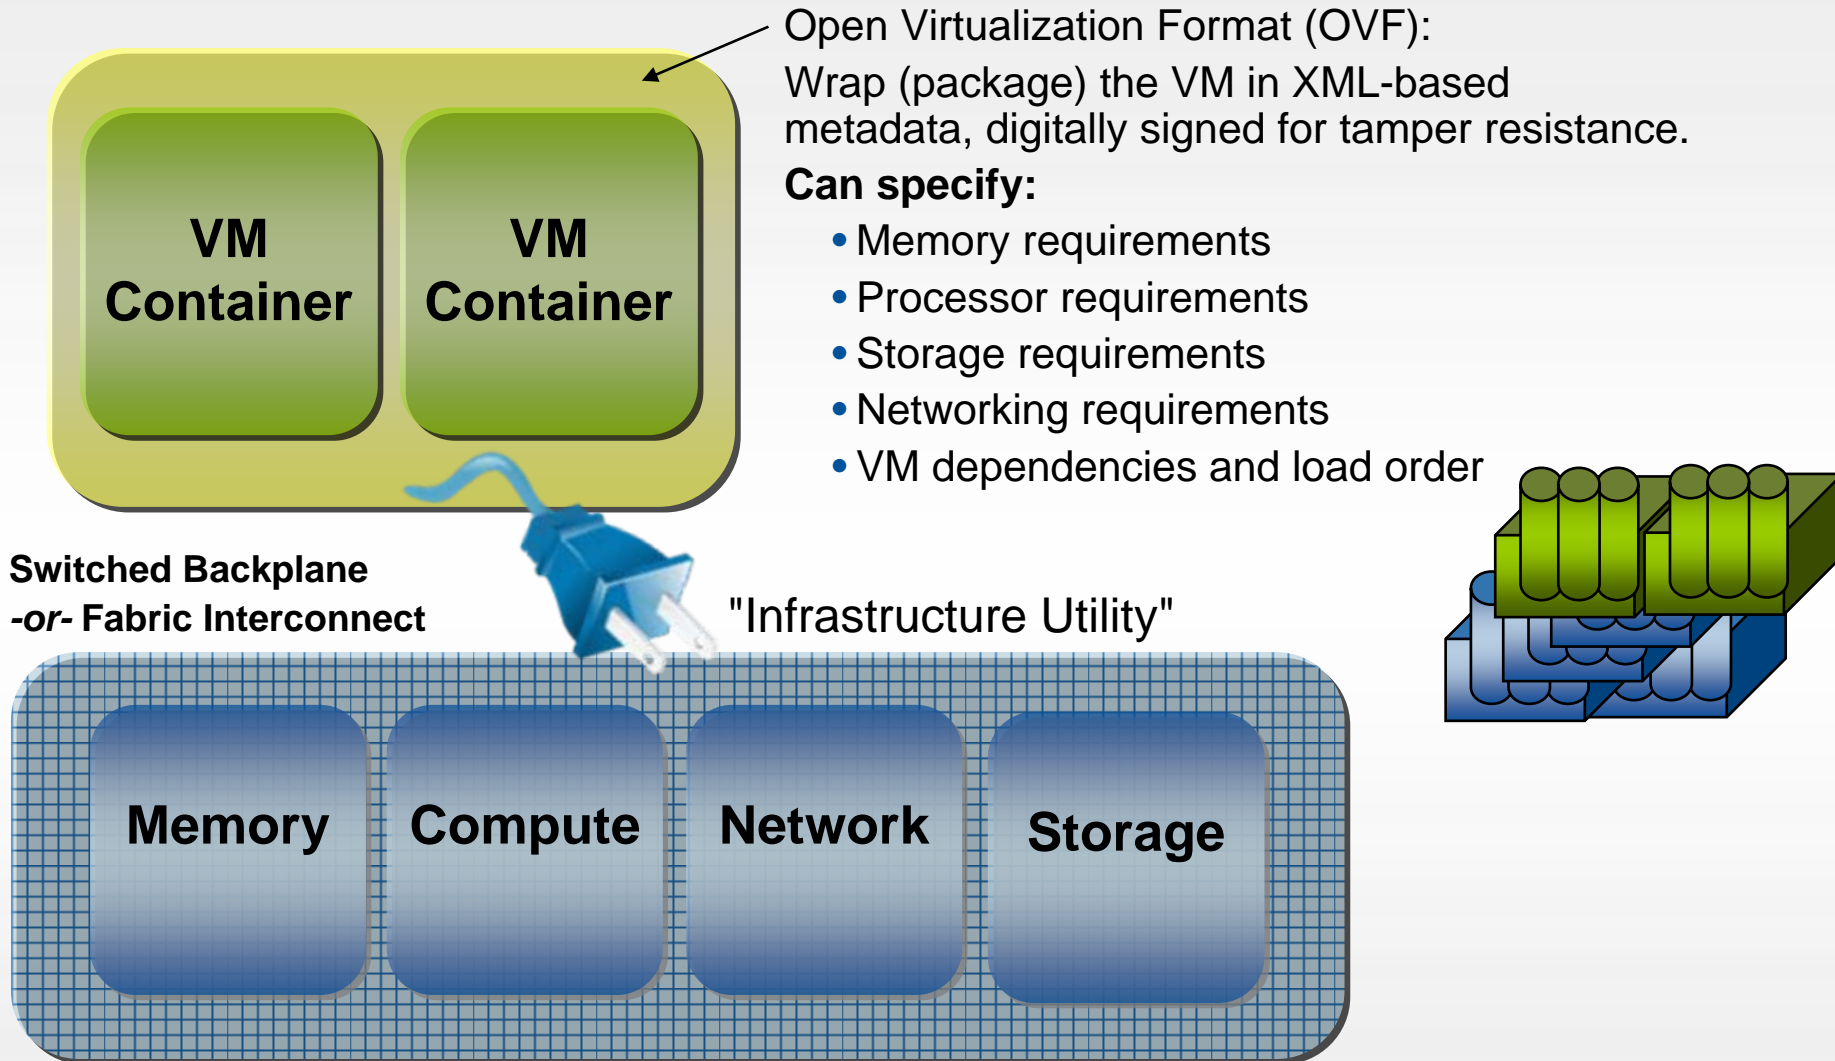 Open Virtualization Format (OVF):
Wrap (package) the VM in XML-based
metadata, digitally signed for tamper resistance.
Can specify:
• Memory requirements
• Processor requirements
• Storage requirements
• Networking requirements
• VM dependencies and load order
VM
Container
VM
Container
Switched Backplane
-or- Fabric Interconnect
"Infrastructure Utility"
Memory
Compute
Network
Storage